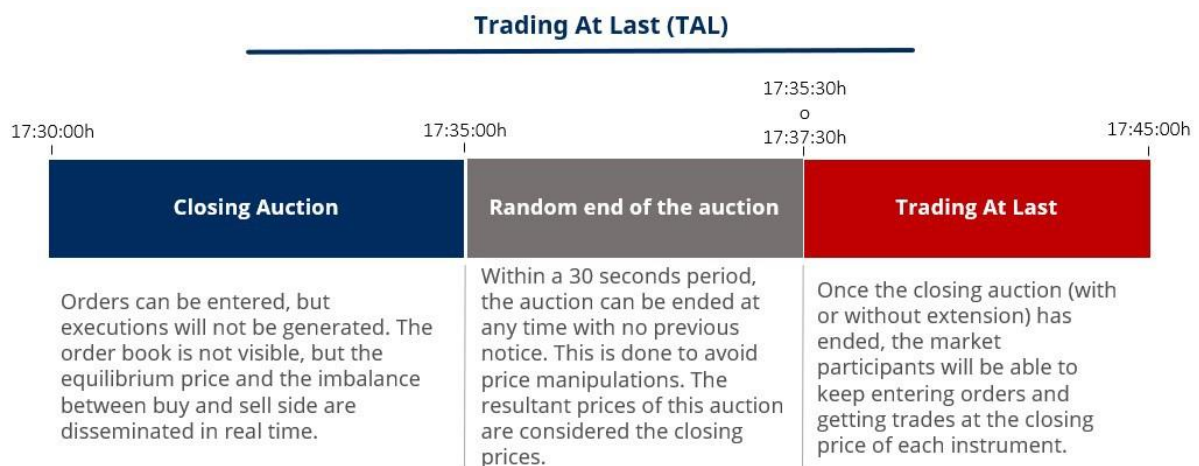 Trading At Last (TAL)
17:35:30h
o
17:30:00h
17:35:00h
17:37:30h
17:45:00h
Closing Auction
Random end of the auction
Trading At Last
Orders can be entered, but
executions will not be generated. The
order book is not visible, but the
equilibrium price and the imbalance
between buy and sell side are
disseminated in real time.
Within a 30 seconds period,
the auction can be ended at
any time with no previous
notice. This is done to avoid
price manipulations. The
resultant prices of this auction
are considered the closing
prices.
Once the closing auction (with
or without extension) has
ended, the market
participants will be able to
keep entering orders and
getting trades at the closing
price of each instrument.